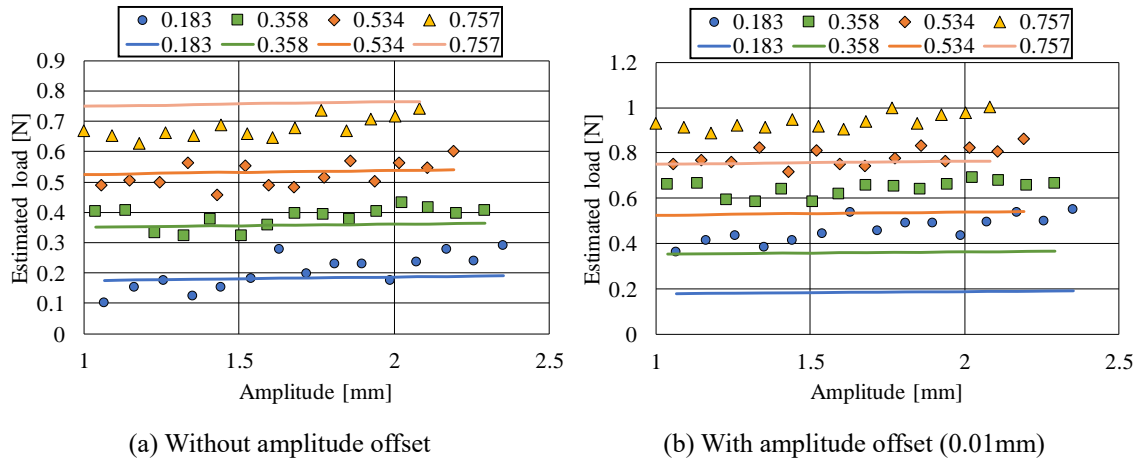 0.183 0.358 0.534 0.757
0.183 0.358 0.534 0.757
Estimated load [N]
0.9
0.8
0.7
0.6
0.5
0.4
0.3
0.2
0.1
0
1 1.5 2 2.5
Amplitude [mm]
(a) Without amplitude offset
0.183 0.358 0.534 0.757
0.183 0.358 0.534 0.757
Estimated load [N]
1.2
1
0.8
0.6
0.4
0.2
0
1 1.5 2 2.5
Amplitude [mm]
(b) With amplitude offset (0.01mm)